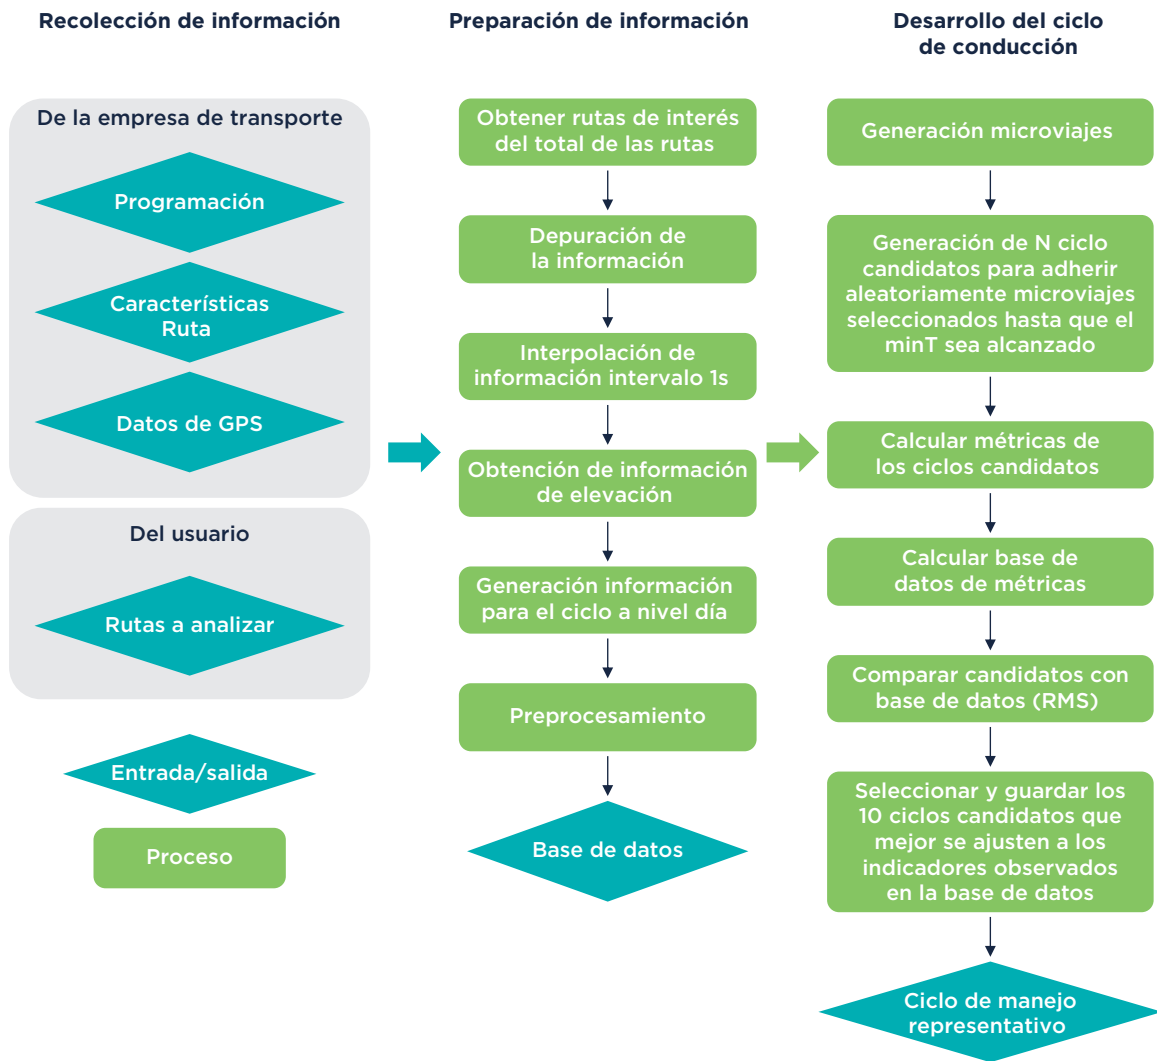 Recolección de información
De la empresa de transporte
Programación
Característicias
Ruta
Datos de GPS
Del usuario
Rutas a analizar
Entrada/salida
Proceso
Preparación de información
Obtener rutas de interés
del total de las rutas
Depuración de
la información
Interpolación de
información intervalo 1s
Obtención de información
de elevación
Generación información
para el ciclo a nivel día
Preprocesamiento
Base de datos
Desarrollo del ciclo
de conducción
Generación microviajes
Generación de N ciclo
candidatos para adherir
aleatoriamente microviajes
seleccionados hasta que el
minT sea alcanzado
Calcular métricas de
los ciclos candidatos
Calcular base de
datos de métricas
Comparar candidatos con
base de datos (RMS)
Seleccionar y guardar los
10 ciclos candidatos que
mejor se ajusten a los
indicadores observados
en la base de datos
Ciclo de manejo
representativo